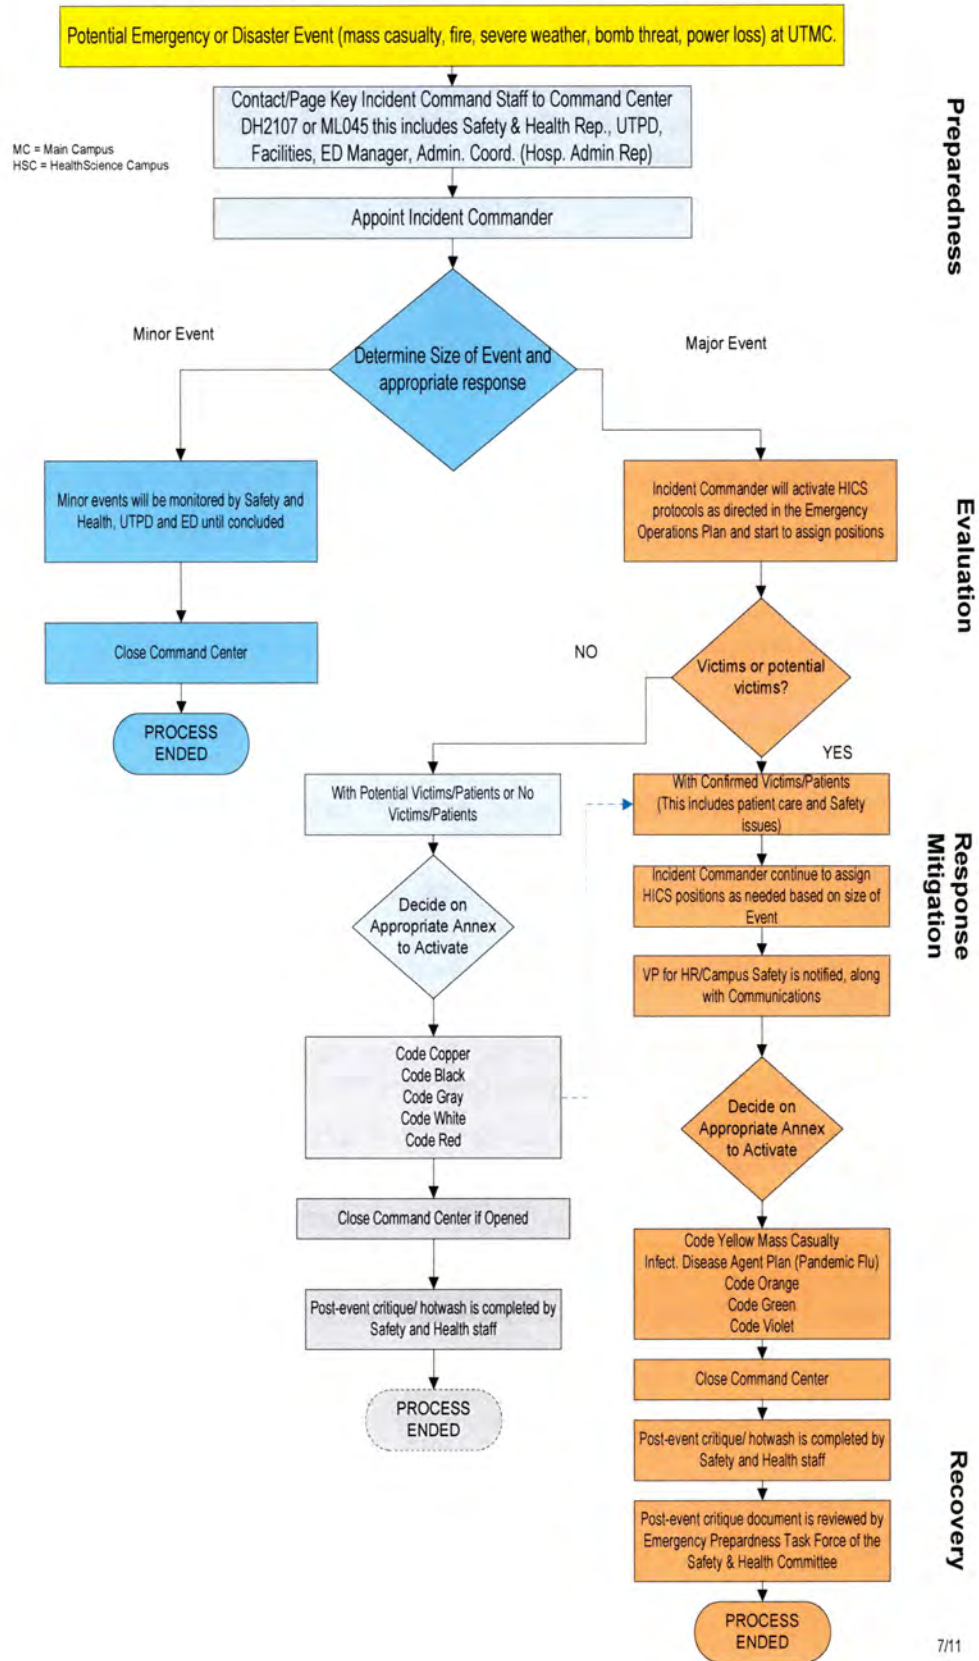 Potential Emergency or Disaster Event (mass casualty, fire, severe weather, bomb threat, power loss) at UTMC.
Contact/Page Key Incident Command Staff to Command Center
DH2107 or ML045 this includes Safety & Health Rep., UTPD,
Facilities, ED Manager, Admin. Coord. (Hosp. Admin Rep)
MC = Main Campus
HSC = HealthScience Campus
Preparedness
Appoint Incident Commander
Minor Event
Major Event
Determine Size of Event and
appropriate response
Minor events will be monitored by Safety and
Health, UTPD and ED until concluded
Incident Commander will activate HICS
protocols as directed in the Emergency
Operations Plan and start to assign positions
Evaluation
Close Command Center
NO
Victims or potential
victims?
PROCESS
ENDED
YES
With Potential Victims/Patients or No
Victims/Patients
With Confirmed Victims/Patients
(This includes patient care and Safety
issues)
Response
Mitigation
Decide on
Appropriate Annex
to Activate
Incident Commander continue to assign
HICS positions as needed based on size of
Event
VP for HR/Campus Safety is notified, along
with Communications
Code Copper
Code Black
Code Gray
Code White
Code Red
Decide on
Appropriate Annex
to Activate
Close Command Center if Opened
Code Yellow Mass Casualty
Infect. Disease Agent Plan (Pandemic Flu)
Code Orange
Code Green
Code Violet
Post-event critique/ hotwash is completed by
Safety and Health staff
Close Command Center
PROCESS
ENDED
Post-event critique/ hotwash is completed by
Safety and Health staff
Recovery
Post-event critique document is reviewed by
Emergency Prepardness Task Force of the
Safety & Health Committee
PROCESS
ENDED
7/11